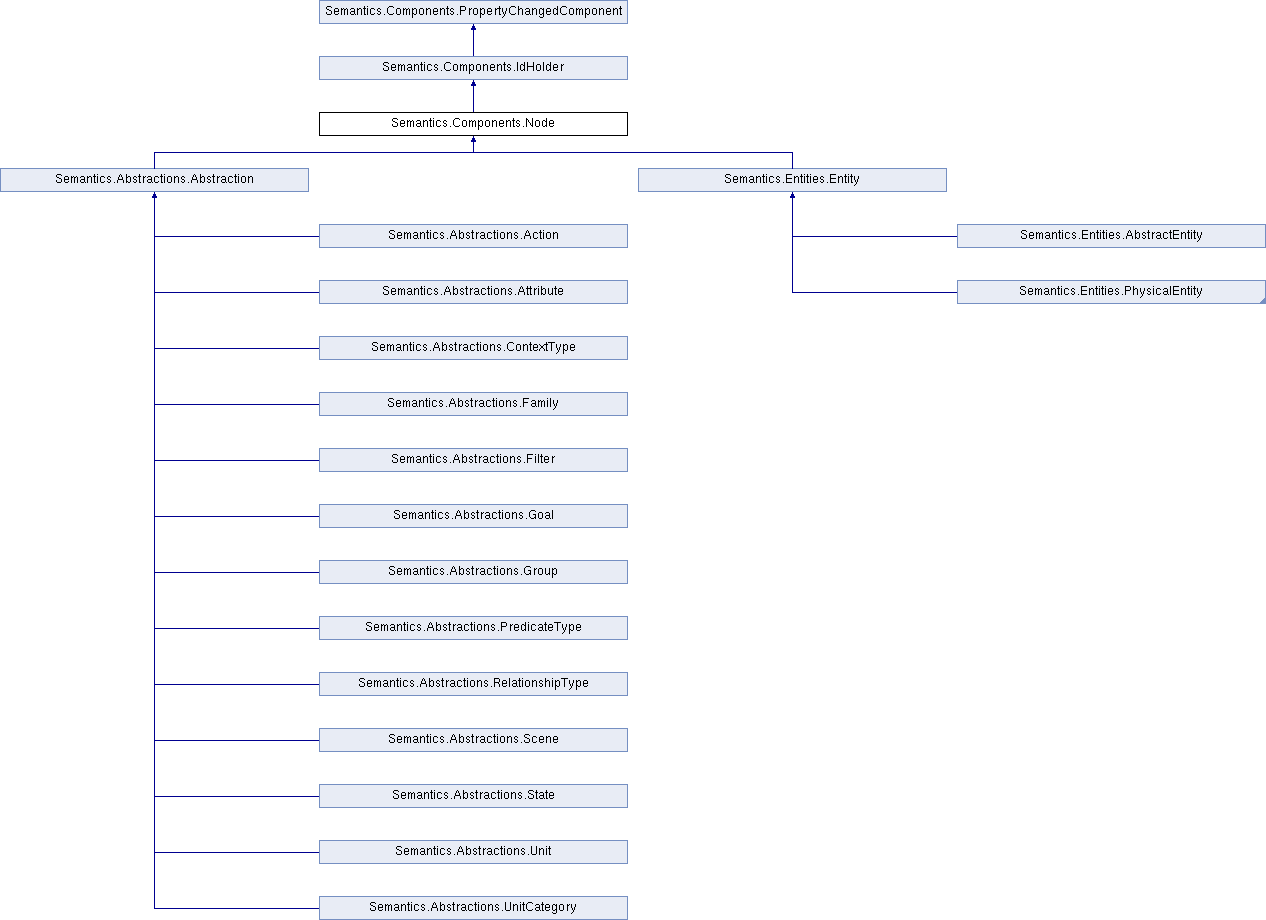 Semantics.Components.PropertyChangedComponent
Semantics.Components.IdHolder
Semantics.Components.Node
Semantics.Abstractions.Abstraction
Semantics.Entities.Entity
Semantics.Abstractions.Action
Semantics.Entities.AbstractEntity
Semantics.Abstractions.Attribute
Semantics.Entities.PhysicalEntity
Semantics.Abstractions.ContextType
Semantics.Abstractions.Family
Semantics.Abstractions.Filter
Semantics.Abstractions.Goal
Semantics.Abstractions.Group
Semantics.Abstractions.PredicateType
Semantics.Abstractions.RelationshipType
Semantics.Abstractions.Scene
Semantics.Abstractions.State
Semantics.Abstractions.Unit
Semantics.Abstractions.UnitCategory